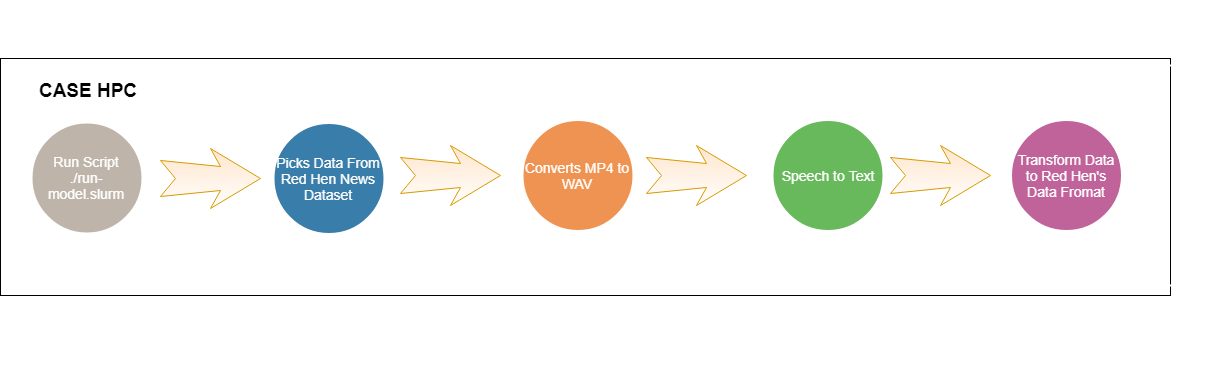 CASE HPC
Run Script
./run-
model.slurm
Picks Data From
Red Hen News
Dataset
Converts MP4 to
WAV
Speech to Text
Transform Data
to Red Hen's
Data Fromat